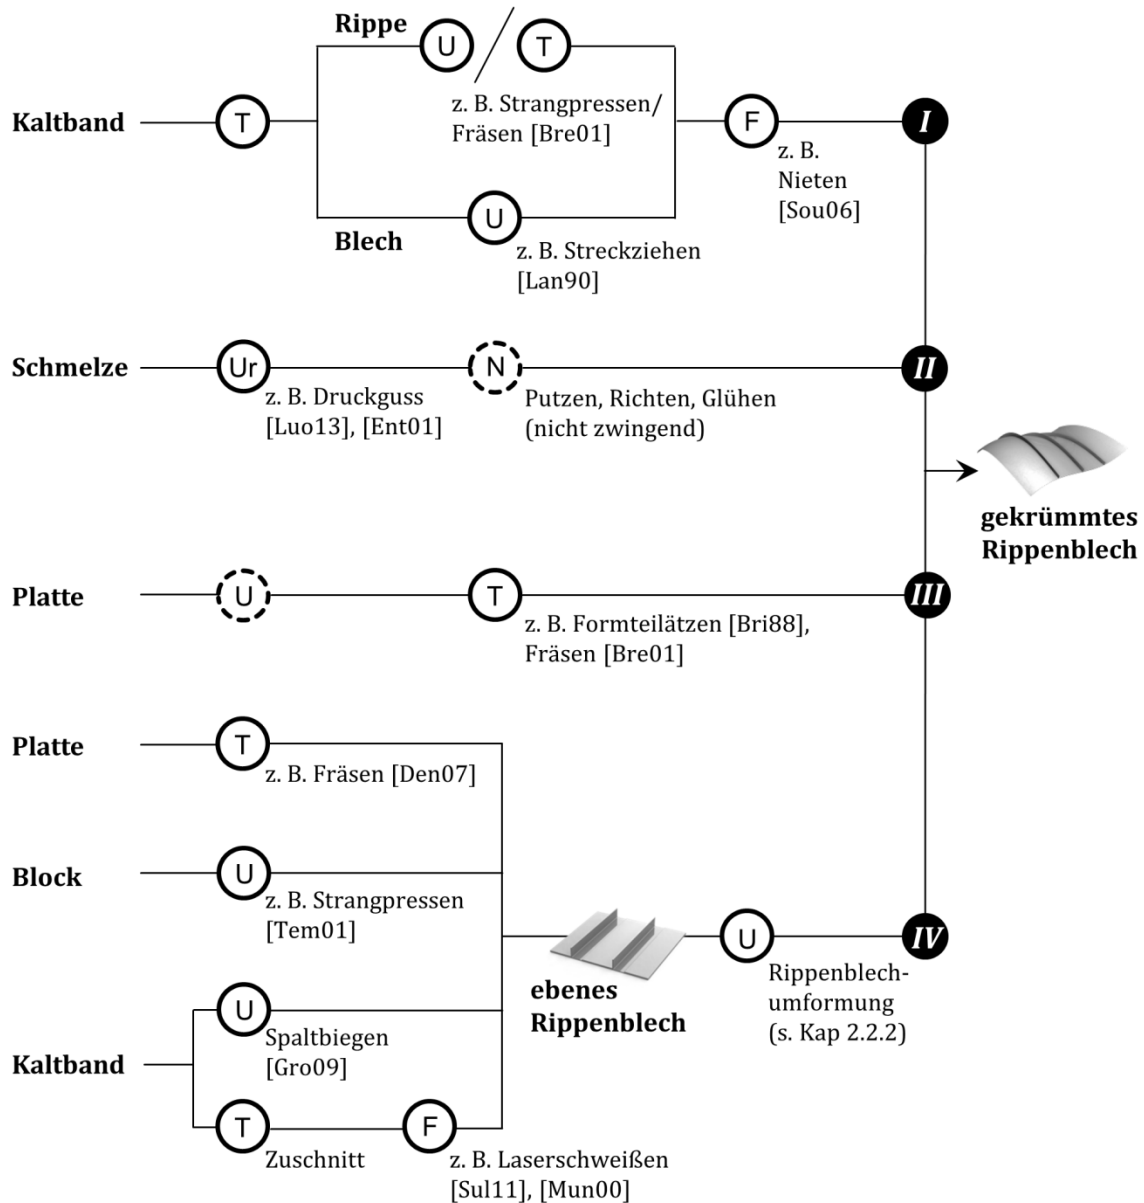 Rippe
U / T
z. B. Strangpressen/
Fräsen [Bre01]
Kaltband
T
F
I
z. B.
Nieten
[Sou06]
U
Blech
z. B. Streckziehen
[Lan90]
Schmelze
Ur
N
II
z. B. Druckguss
[Luo13], [Ent01]
Putzen, Richten, Glühen
(nicht zwingend)
gekrümmtes
Rippenblech
Platte
U
T
III
z. B. Formteilätzen [Bri88],
Fräsen [Bre01]
Platte
T
z. B. Fräsen [Den07]
Block
U
z. B. Strangpressen
[Tem01]
ebenes
Rippenblech
U
IV
Rippenblech-
umformung
(s. Kap 2.2.2)
Kaltband
U
Spaltbiegen
[Gro09]
T
Zuschnitt
F
z. B. Laserschweißen
[Sul11], [Mun00]